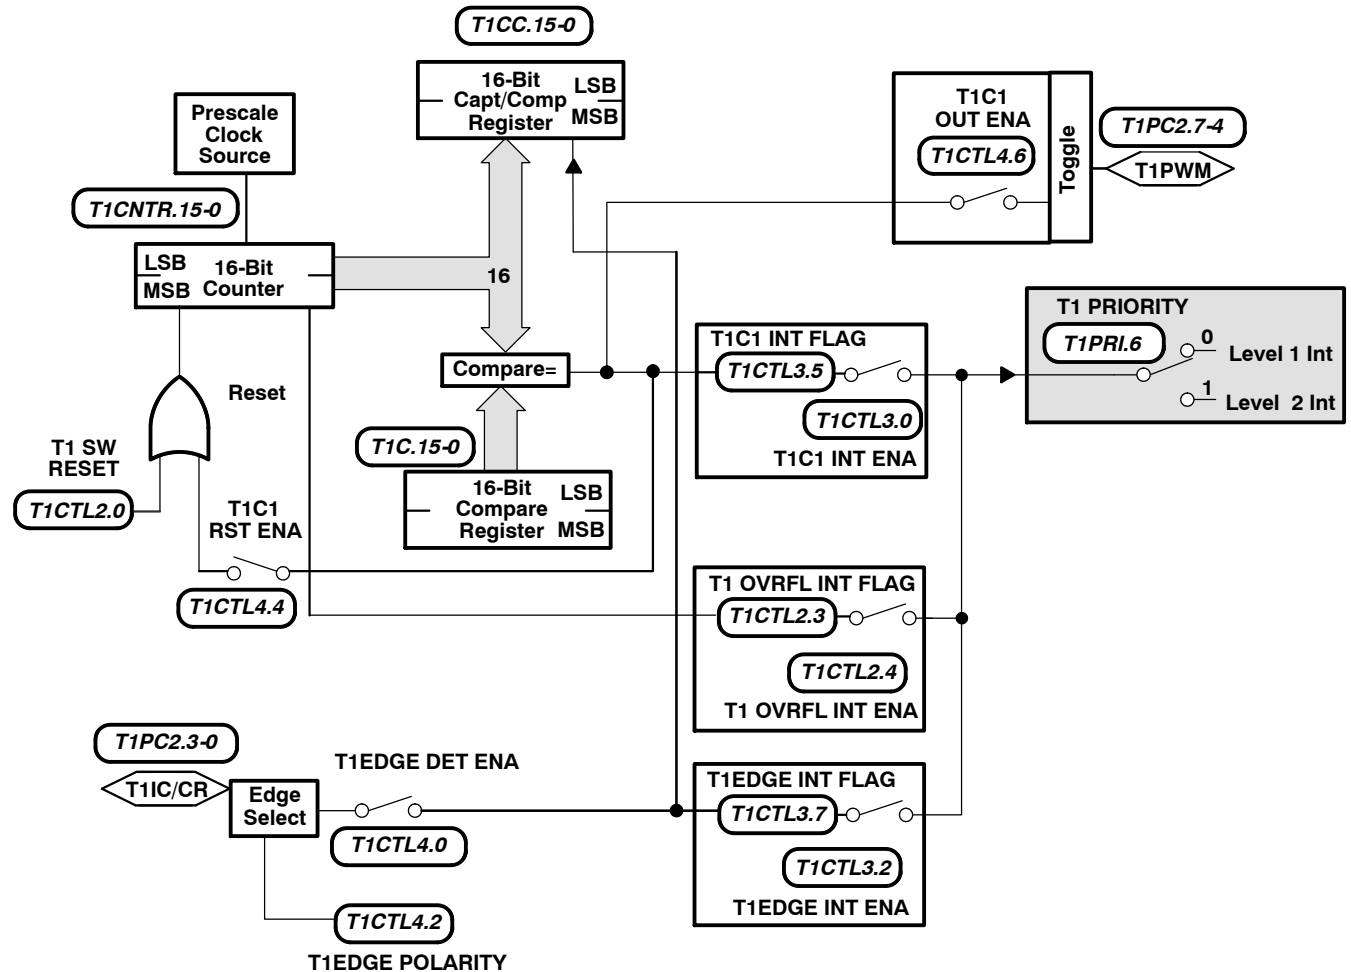 T1CC.15-0
16-Bit
Capt/Comp
Register
LSB
MSB
Prescale
Clock
Source
T1C1
OUT ENA
T1CTL4.6
Toggle
T1PC2.7-4
T1PWM
T1CNTR.15-0
LSB
MSB
16-Bit
Counter
16
T1 PRIORITY
T1PRI.6
0
Level 1 Int
1
Level 2 Int
T1C1 INT FLAG
T1CTL3.5
T1CTL3.0
T1C1 INT ENA
Compare=
Reset
T1 SW
RESET
T1CTL2.0
T1C.15-0
16-Bit
Compare
Register
LSB
MSB
T1C1
RST ENA
T1CTL4.4
T1 OVRFL INT FLAG
T1CTL2.3
T1CTL2.4
T1 OVRFL INT ENA
T1PC2.3-0
T1IC/CR
Edge
Select
T1EDGE DET ENA
T1CTL4.0
T1EDGE INT FLAG
T1CTL3.7
T1CTL3.2
T1EDGE INT ENA
T1CTL4.2
T1EDGE POLARITY